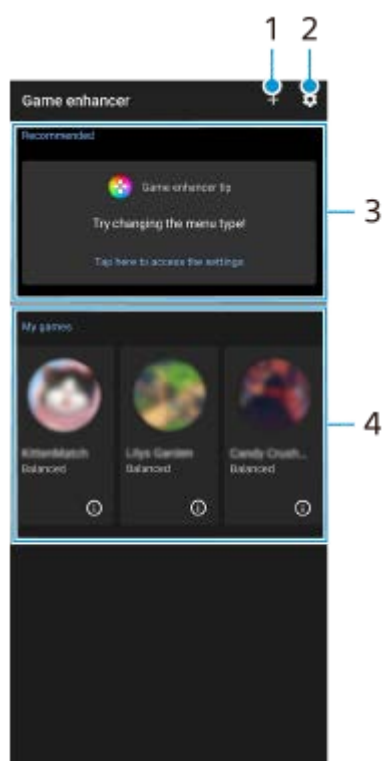 1 2
Game enhancer
Recommended
3
Game enhancer tip
Try changing the menu type!
Tap here to access the settings
My games
4
KittenMatch Lilys Garden Candy Crush...
Balanced Balanced Balanced